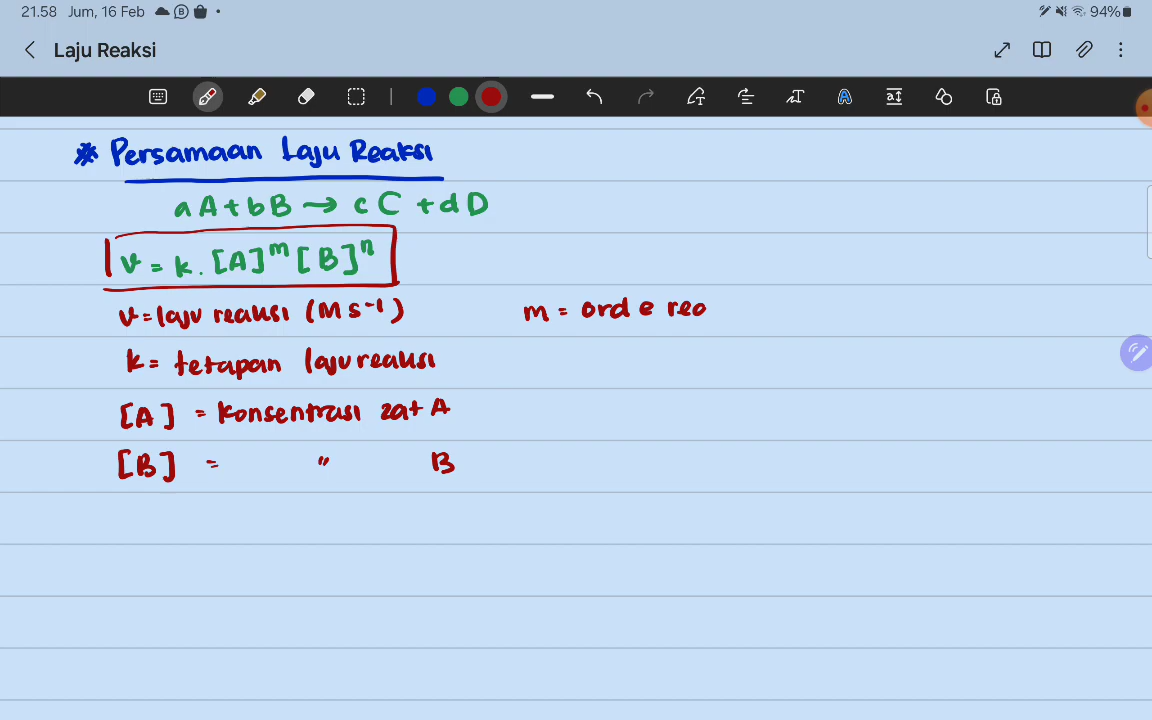 21.58 Jum, 16 Feb 94%
Laju Reaksi
* Persamaan Laju Reaksi
aA + bB → cC + dD
v = k . [A]ᵐ [B]ⁿ
v = laju reaksi (M s⁻¹) m = orde reo
k = tetapan laju reaksi
[A] = konsentrasi zat A
[B] = " B